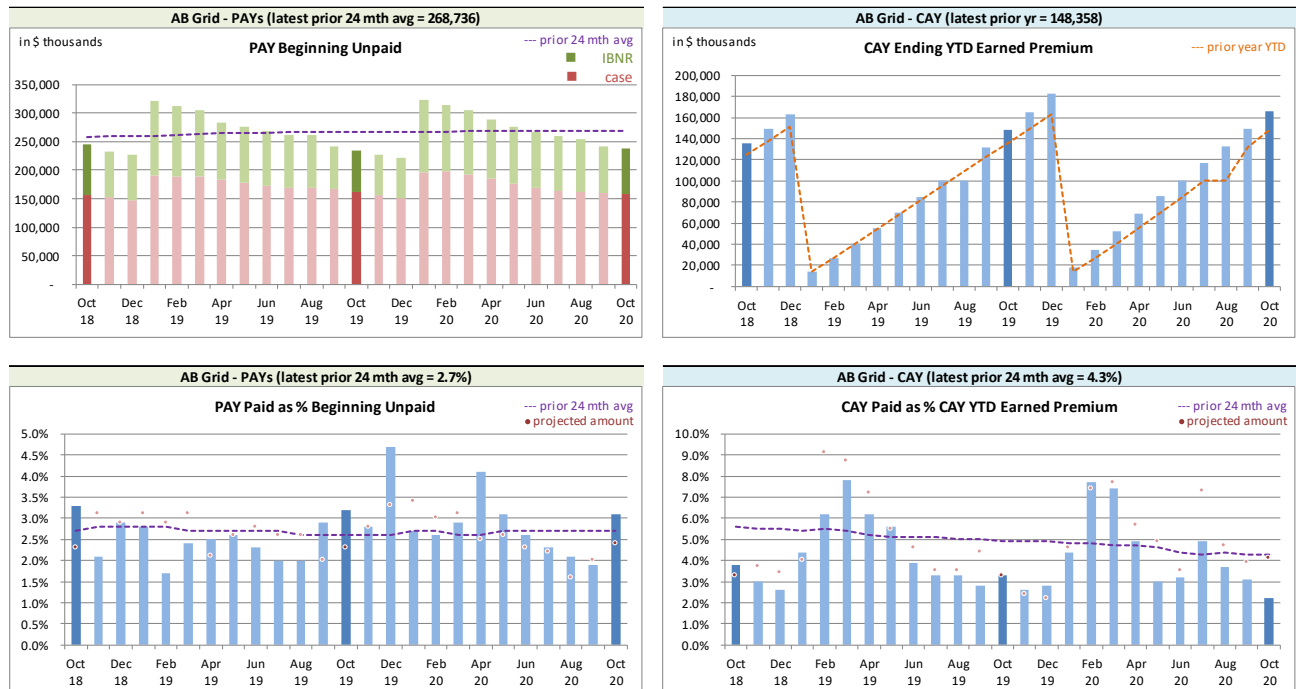 AB Grid - PAYs (latest prior 24 mth avg = 268,736)
in $ thousands
PAY Beginning Unpaid
--- prior 24 mth avg
IBNR
case
350,000
300,000
250,000
200,000
150,000
100,000
50,000
-
Oct Dec Feb Apr Jun Aug Oct Dec Feb Apr Jun Aug Oct
18 18 19 19 19 19 19 19 20 20 20 20 20
AB Grid - CAY (latest prior yr = 148,358)
in $ thousands
CAY Ending YTD Earned Premium
--- prior year YTD
200,000
180,000
160,000
140,000
120,000
100,000
80,000
60,000
40,000
20,000
-
Oct Dec Feb Apr Jun Aug Oct Dec Feb Apr Jun Aug Oct
18 18 19 19 19 19 19 19 20 20 20 20 20
AB Grid - PAYs (latest prior 24 mth avg = 2.7%)
PAY Paid as % Beginning Unpaid
--- prior 24 mth avg
projected amount
5.0%
4.5%
4.0%
3.5%
3.0%
2.5%
2.0%
1.5%
1.0%
0.5%
0.0%
Oct Dec Feb Apr Jun Aug Oct Dec Feb Apr Jun Aug Oct
18 18 19 19 19 19 19 19 20 20 20 20 20
AB Grid - CAY (latest prior 24 mth avg = 4.3%)
CAY Paid as % CAY YTD Earned Premium
--- prior 24 mth avg
projected amount
10.0%
9.0%
8.0%
7.0%
6.0%
5.0%
4.0%
3.0%
2.0%
1.0%
0.0%
Oct Dec Feb Apr Jun Aug Oct Dec Feb Apr Jun Aug Oct
18 18 19 19 19 19 19 19 20 20 20 20 20